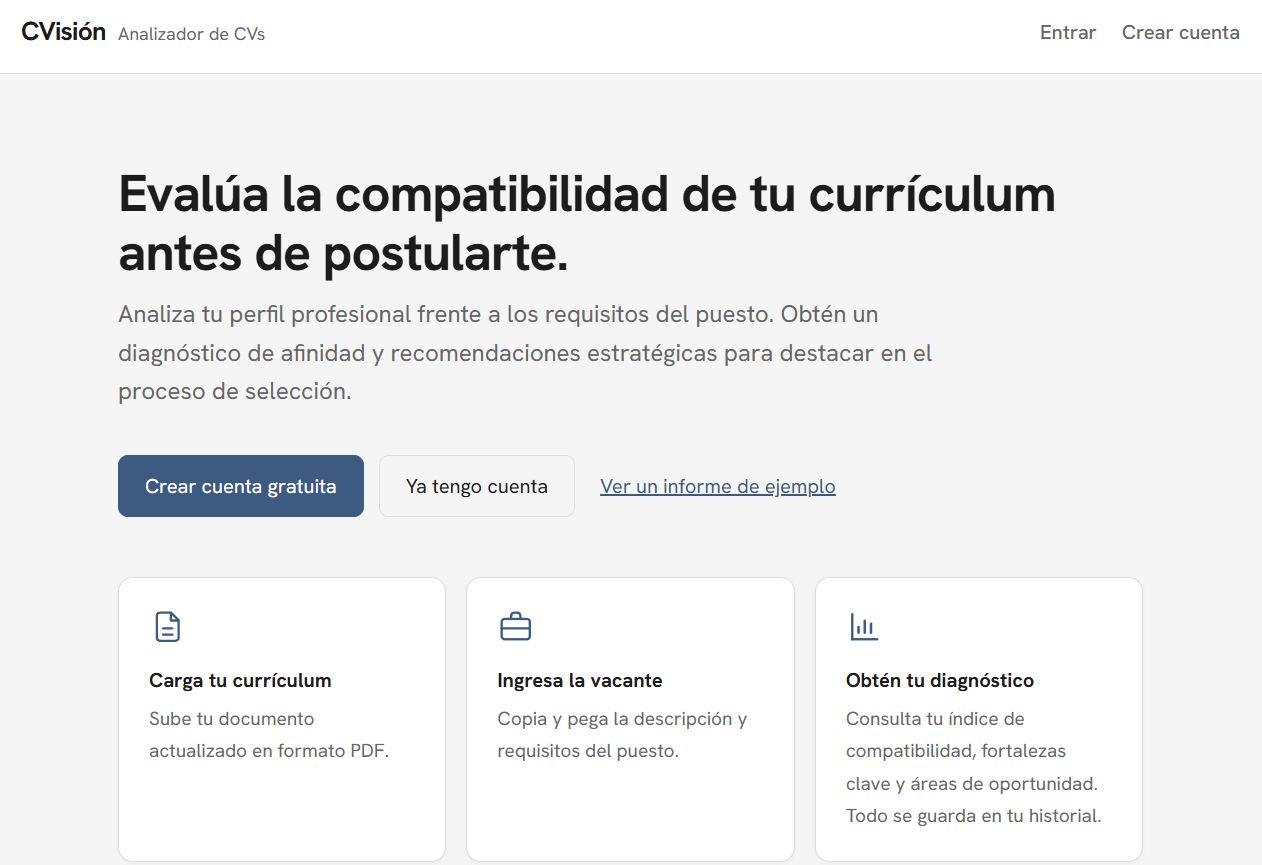 CVisión Analizador de CVs
Entrar Crear cuenta
Evalúa la compatibilidad de tu currículum
antes de postularte.
Analiza tu perfil profesional frente a los requisitos del puesto. Obtén un
diagnóstico de afinidad y recomendaciones estratégicas para destacar en el
proceso de selección.
Crear cuenta gratuita
Ya tengo cuenta
Ver un informe de ejemplo
Carga tu currículum
Sube tu documento
actualizado en formato PDF.
Ingresa la vacante
Copia y pega la descripción y
requisitos del puesto.
Obtén tu diagnóstico
Consulta tu índice de
compatibilidad, fortalezas
clave y áreas de oportunidad.
Todo se guarda en tu historial.